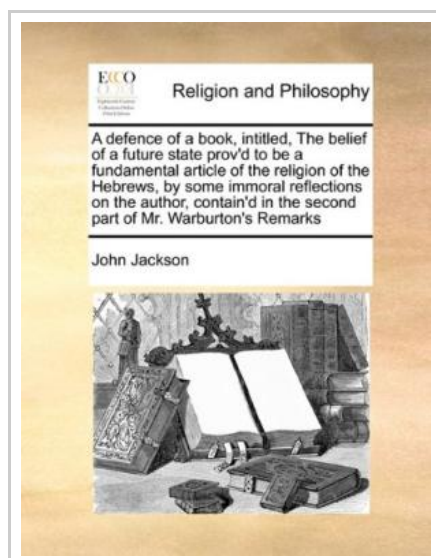 ECCO
Religion and Philosophy
A defence of a book, intitled, The belief
of a future state prov'd to be a
fundamental article of the religion of the
Hebrews, by some immoral reflections
on the author, contain'd in the second
part of Mr. Warburton's Remarks
John Jackson